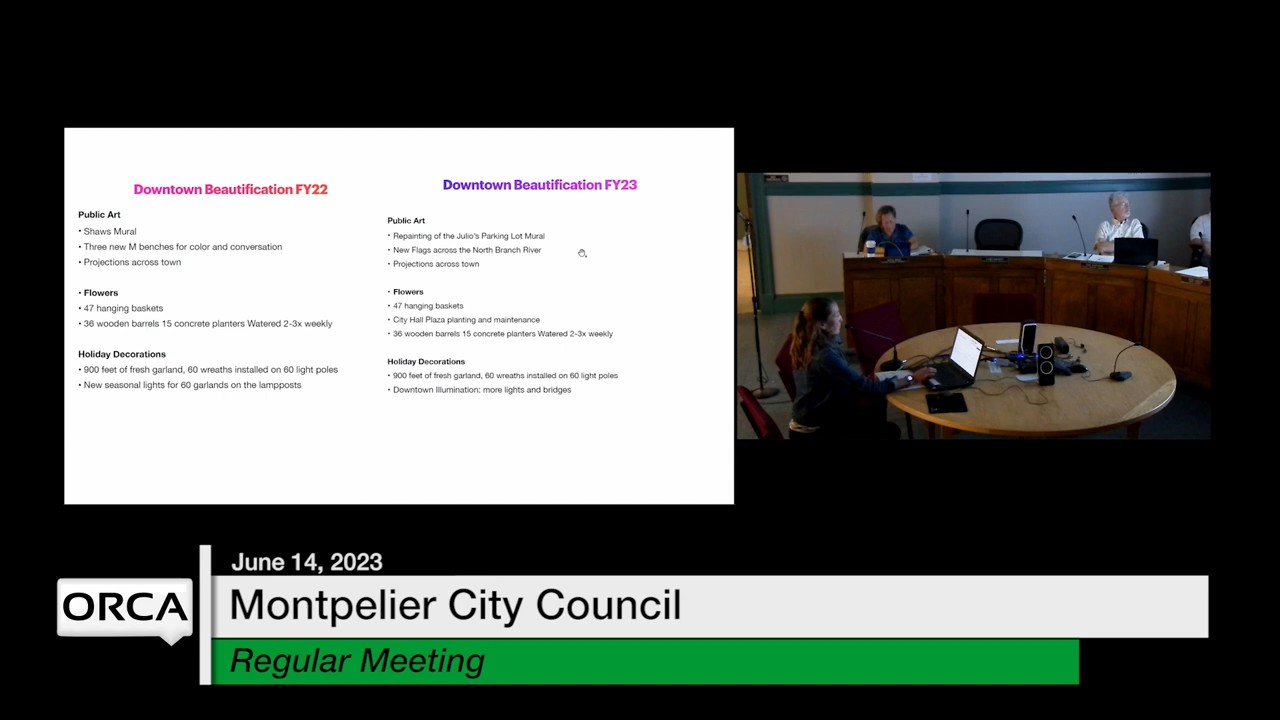 Downtown Beautification FY22
Public Art
• Shaws Mural
• Three new M benches for color and conversation
• Projections across town
• Flowers
• 47 hanging baskets
• 36 wooden barrels 15 concrete planters Watered 2-3x weekly
Holiday Decorations
• 900 feet of fresh garland, 60 wreaths installed on 60 light poles
• New seasonal lights for 60 garlands on the lampposts
Downtown Beautification FY23
Public Art
• Repainting of the Julio's Parking Lot Mural
• New Flags across the North Branch River
• Projections across town
• Flowers
• 47 hanging baskets
• City Hall Plaza planting and maintenance
• 36 wooden barrels 15 concrete planters Watered 2-3x weekly
Holiday Decorations
• 900 feet of fresh garland, 60 wreaths installed on 60 light poles
• Downtown Illumination: more lights and bridges
June 14, 2023
ORCA
Montpelier City Council
Regular Meeting